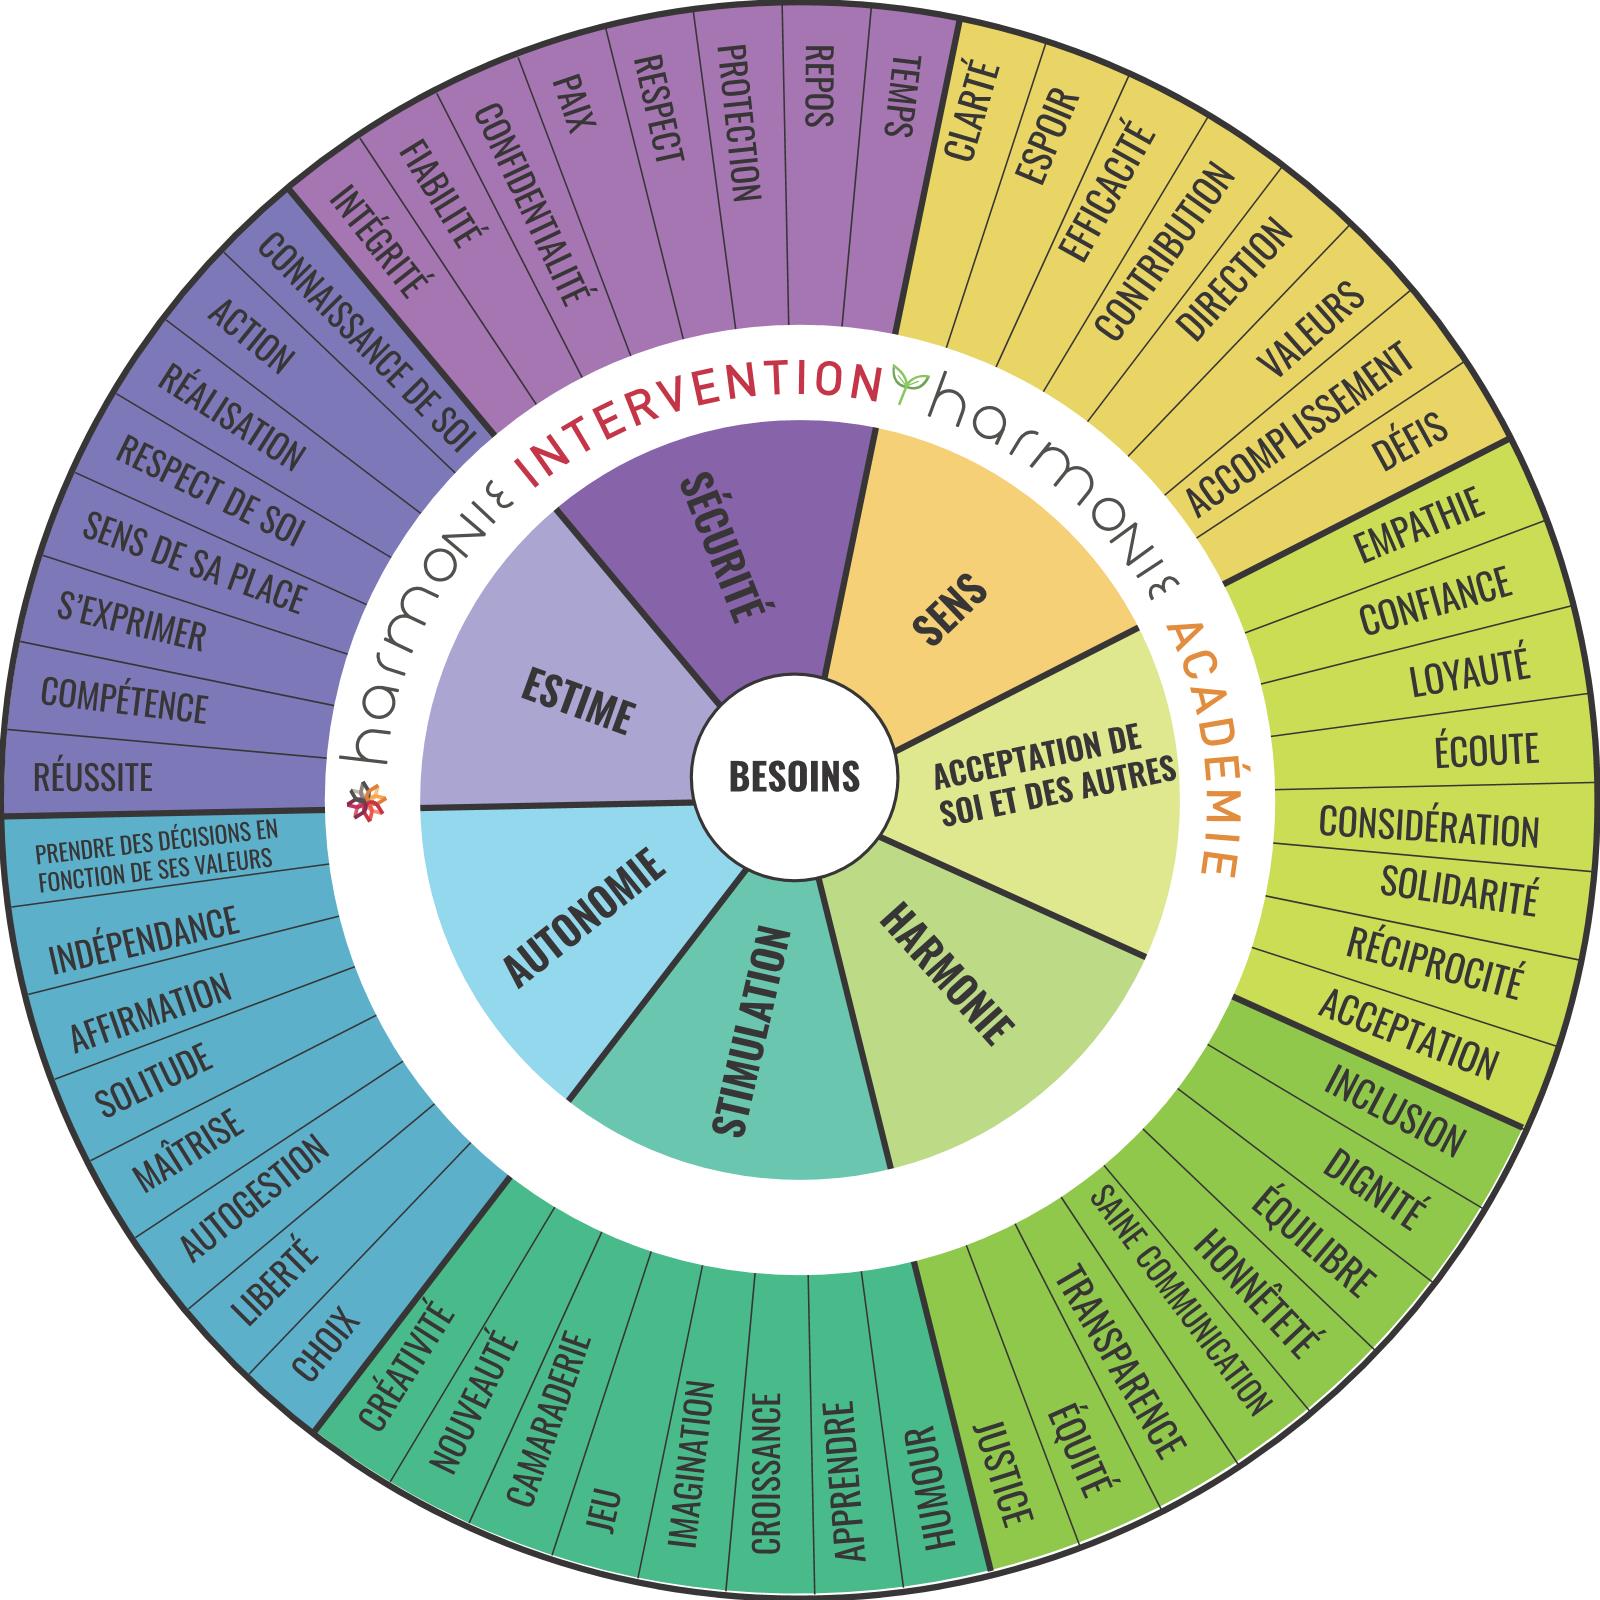 BESOINS
SÉCURITÉ
SENS
ACCEPTATION DE
SOI ET DES AUTRES
HARMONIE
STIMULATION
AUTONOMIE
ESTIME
harmonie INTERVENTION
harmonie ACADÉMIE
INTÉGRITÉ
FIABILITÉ
CONFIDENTIALITÉ
PAIX
RESPECT
PROTECTION
REPOS
TEMPS
CLARTÉ
ESPOIR
EFFICACITÉ
CONTRIBUTION
DIRECTION
VALEURS
ACCOMPLISSEMENT
DÉFIS
EMPATHIE
CONFIANCE
LOYAUTÉ
ÉCOUTE
CONSIDÉRATION
SOLIDARITÉ
RÉCIPROCITÉ
ACCEPTATION
INCLUSION
DIGNITÉ
ÉQUILIBRE
HONNÊTETÉ
SAINE COMMUNICATION
TRANSPARENCE
ÉQUITÉ
JUSTICE
HUMOUR
APPRENDRE
CROISSANCE
IMAGINATION
JEU
CAMARADERIE
NOUVEAUTÉ
CRÉATIVITÉ
CHOIX
LIBERTÉ
AUTOGESTION
MAÎTRISE
SOLITUDE
AFFIRMATION
INDÉPENDANCE
PRENDRE DES DÉCISIONS EN
FONCTION DE SES VALEURS
RÉUSSITE
COMPÉTENCE
S'EXPRIMER
SENS DE SA PLACE
RESPECT DE SOI
RÉALISATION
ACTION
CONNAISSANCE DE SOI